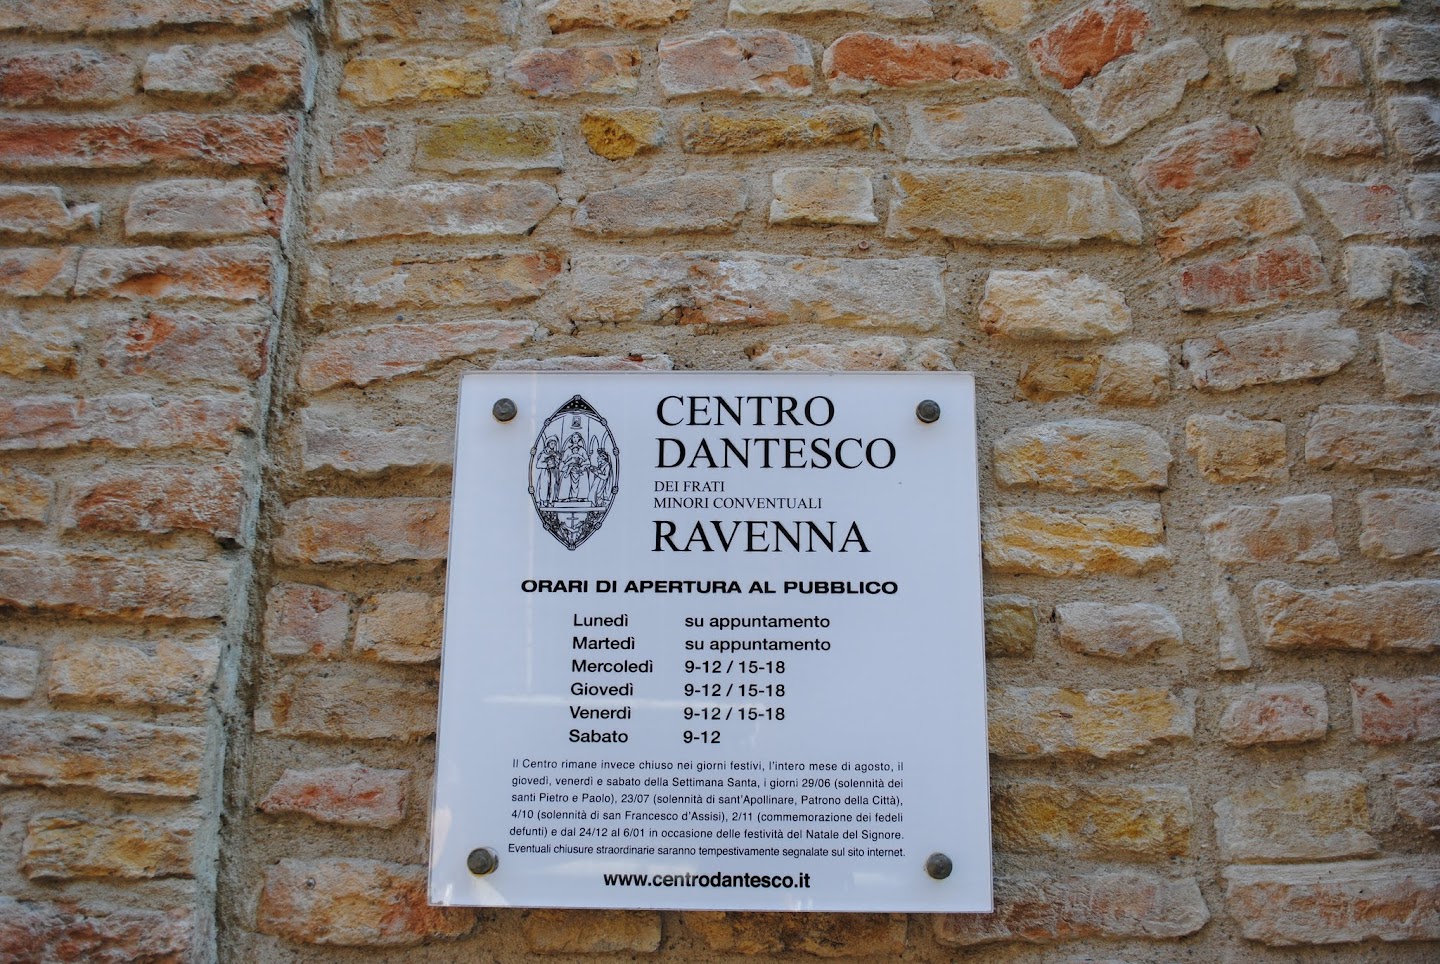 CENTRO
DANTESCO
DEI FRATI
MINORI CONVENTUALI
RAVENNA
ORARI DI APERTURA AL PUBBLICO
Lunedì su appuntamento
Martedì su appuntamento
Mercoledì 9-12 / 15-18
Giovedì 9-12 / 15-18
Venerdì 9-12 / 15-18
Sabato 9-12
Il Centro rimane invece chiuso nei giorni festivi, l'intero mese di agosto, il
giovedì, venerdì e sabato della Settimana Santa, i giorni 29/06 (solennità dei
santi Pietro e Paolo), 23/07 (solennità di sant'Apollinare, Patrono della Città),
4/10 (solennità di san Francesco d'Assisi), 2/11 (commemorazione dei fedeli
defunti) e dal 24/12 al 6/01 in occasione delle festività del Natale del Signore.
Eventuali chiusure straordinarie saranno tempestivamente segnalate sul sito internet.
www.centrodantesco.it